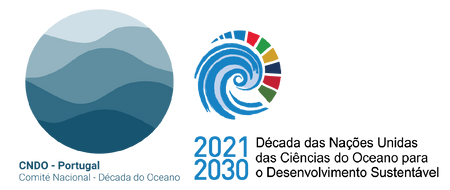 CNDO - Portugal
Comité Nacional - Década do Oceano
2021
2030
Década das Nações Unidas
das Ciências do Oceano para
o Desenvolvimento Sustentável